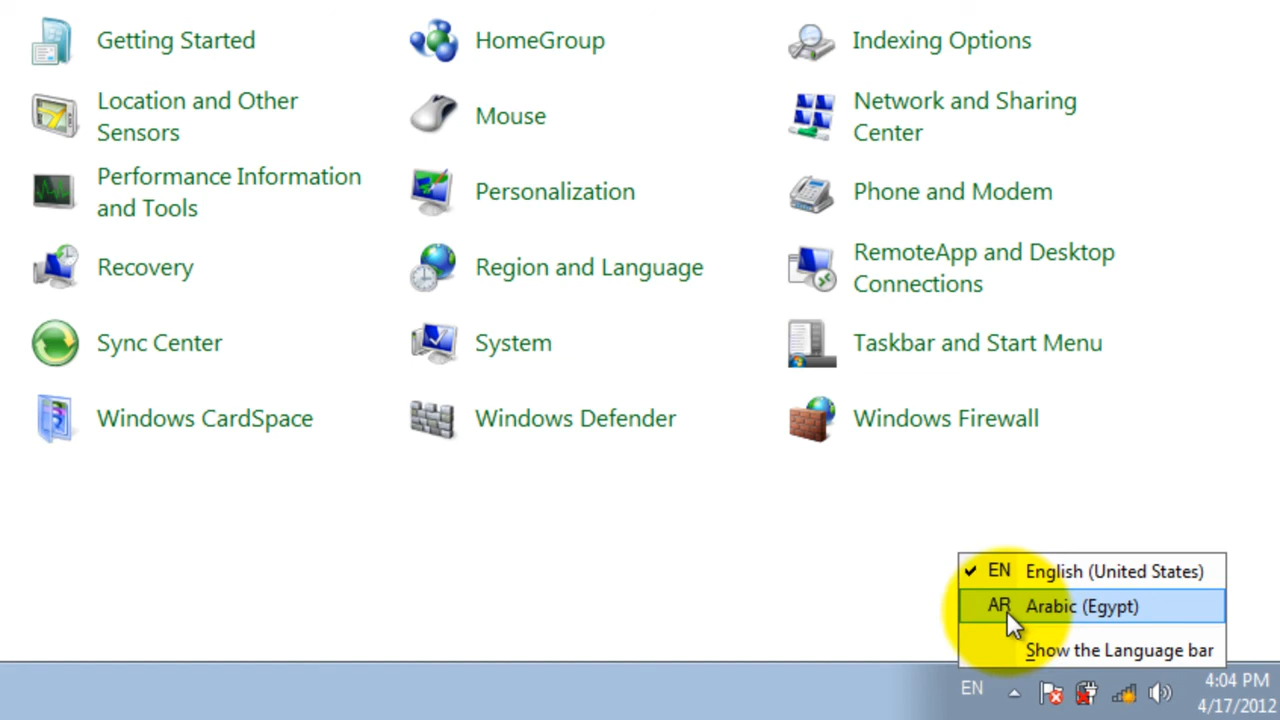 Getting Started
HomeGroup
Indexing Options
Location and Other
Sensors
Mouse
Network and Sharing
Center
Performance Information
and Tools
Personalization
Phone and Modem
Recovery
Region and Language
RemoteApp and Desktop
Connections
Sync Center
System
Taskbar and Start Menu
Windows CardSpace
Windows Defender
Windows Firewall
EN English (United States)
AR Arabic (Egypt)
Show the Language bar
EN
4:04 PM
4/17/2012